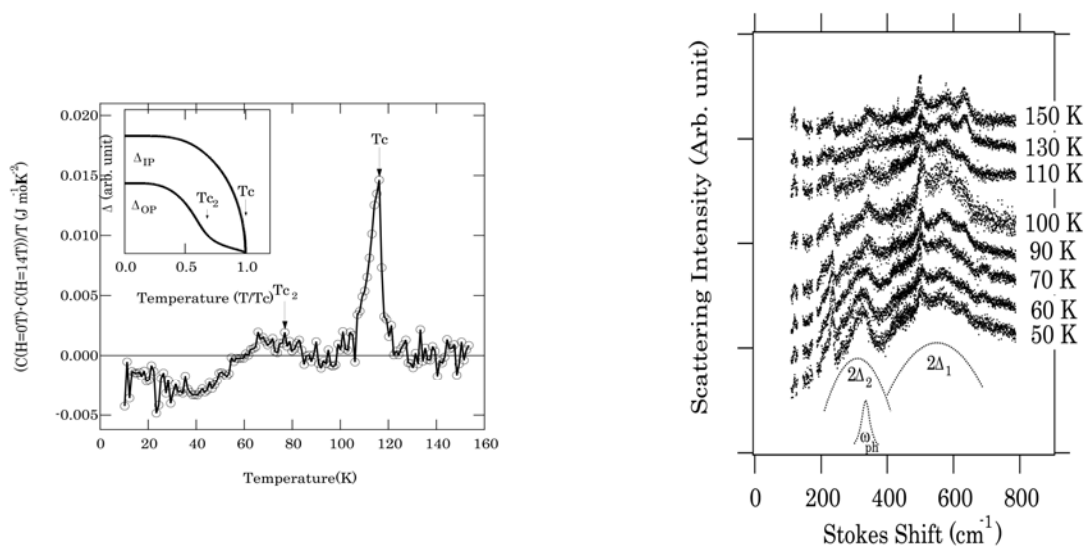 (C(H=0T)-C(H=14T))/T (J mol⁻¹K⁻²)
0.020
0.015
0.010
0.005
0.000
-0.005
0 20 40 60 80 100 120 140 160
Temperature(K)
Tc
Tc₂
Δ (arb. unit)
Δ_IP
Δ_OP
Tc₂ Tc
0.0 0.5 1.0
Temperature (T/Tc)
Scattering Intensity (Arb. unit)
150 K
130 K
110 K
100 K
90 K
70 K
60 K
50 K
2Δ₂ 2Δ₁
ω_ph
0 200 400 600 800
Stokes Shift (cm⁻¹)